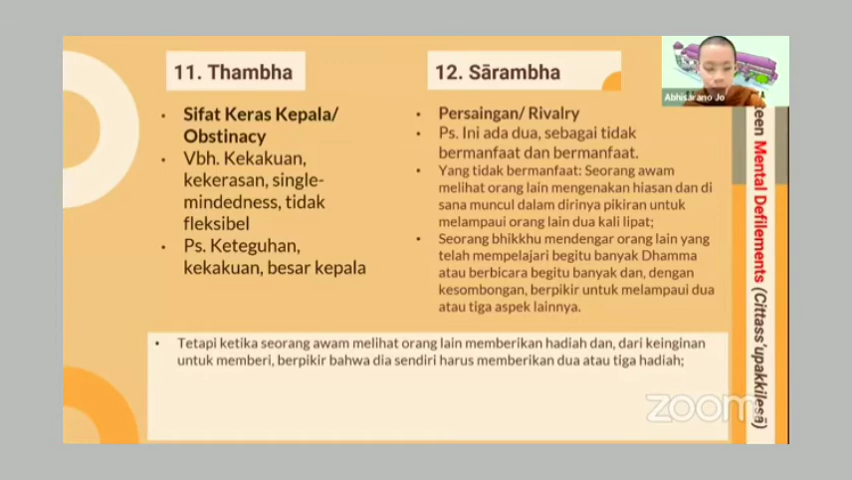 11. Thambha
Sifat Keras Kepala/
Obstinacy
Vbh. Kekakuan,
kekerasan, single-
mindedness, tidak
fleksibel
Ps. Keteguhan,
kekakuan, besar kepala
12. Sārambha
Persaingan/ Rivalry
Ps. Ini ada dua, sebagai tidak
bermanfaat dan bermanfaat.
Yang tidak bermanfaat: Seorang awam
melihat orang lain mengenakan hiasan dan di
sana muncul dalam dirinya pikiran untuk
melampaui orang lain dua kali lipat;
Seorang bhikkhu mendengar orang lain yang
telah mempelajari begitu banyak Dhamma
atau berbicara begitu banyak dan, dengan
kesombongan, berpikir untuk melampaui dua
atau tiga aspek lainnya.
Tetapi ketika seorang awam melihat orang lain memberikan hadiah dan, dari keinginan
untuk memberi, berpikir bahwa dia sendiri harus memberikan dua atau tiga hadiah;
Abhisarano Jo
Mental Defilements (Cittass'upakkilesā)
zoom